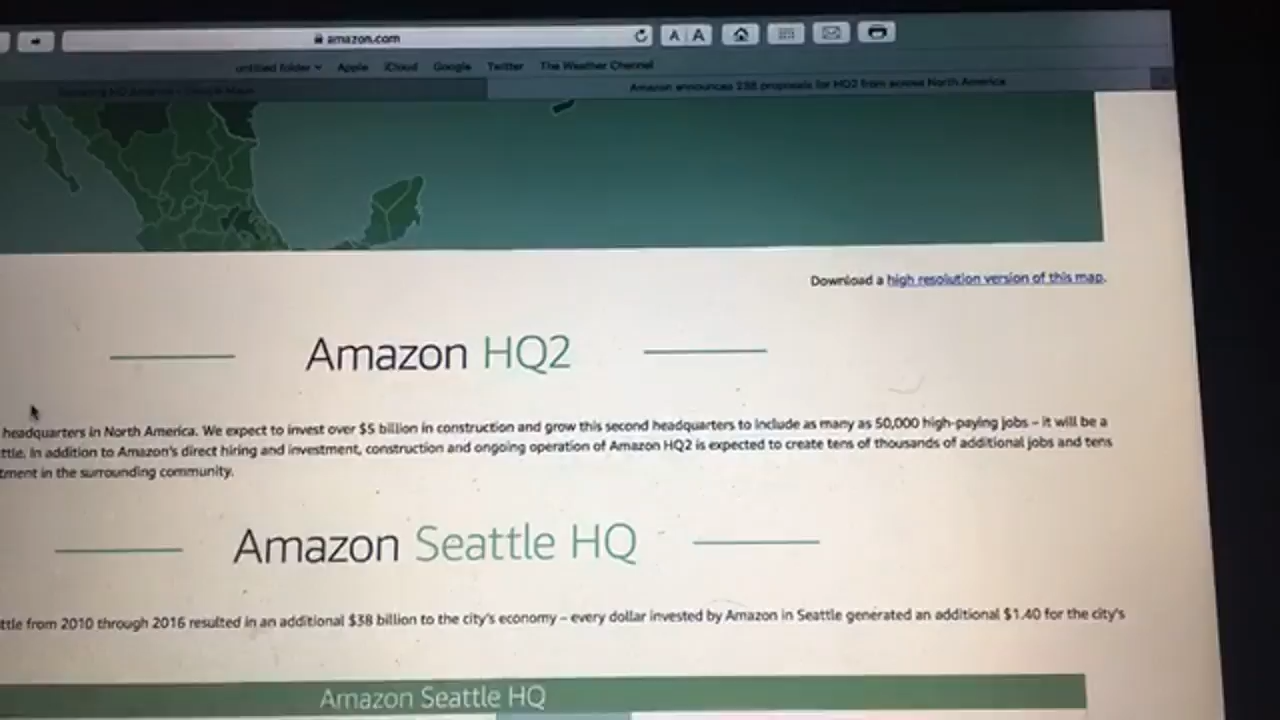 amazon.com
A A
untitled folder Apple iCloud Google Twitter The Weather Channel
Amazon announces 238 proposals for HQ2 from across North America
Download a high resolution version of this map.
Amazon HQ2
headquarters in North America. We expect to invest over $5 billion in construction and grow this second headquarters to include as many as 50,000 high-paying jobs – it will be a
ttle. In addition to Amazon's direct hiring and investment, construction and ongoing operation of Amazon HQ2 is expected to create tens of thousands of additional jobs and tens
tment in the surrounding community.
Amazon Seattle HQ
ttle from 2010 through 2016 resulted in an additional $38 billion to the city's economy – every dollar invested by Amazon in Seattle generated an additional $1.40 for the city's
Amazon Seattle HQ